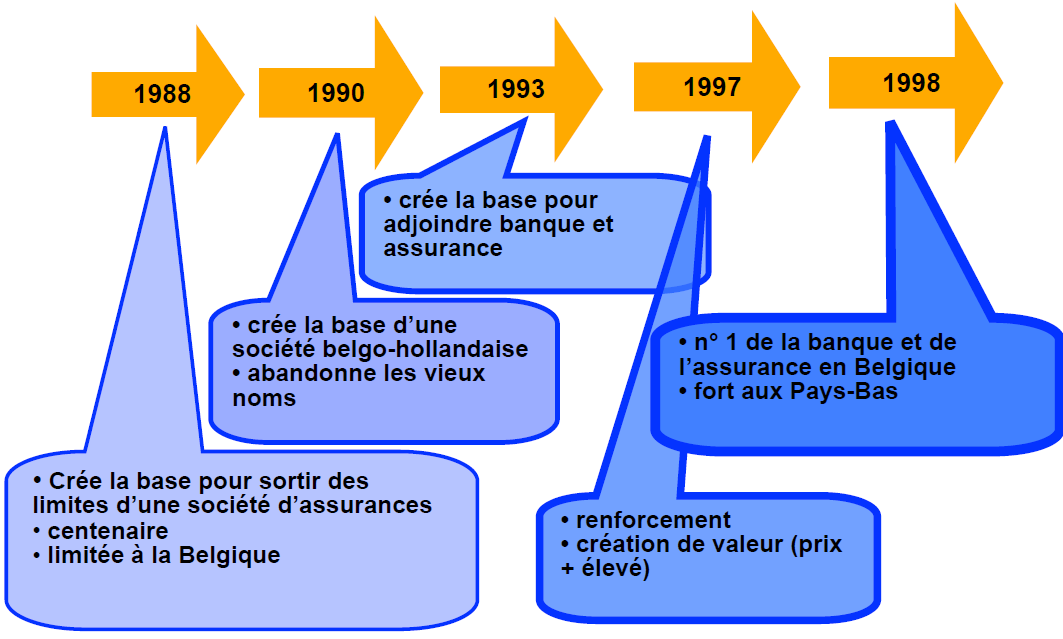 1988
1990
1993
1997
1998
• crée la base pour
adjoindre banque et
assurance
• crée la base d’une
société belgo-hollandaise
• abandonne les vieux
noms
• n° 1 de la banque et de
l’assurance en Belgique
• fort aux Pays-Bas
• Crée la base pour sortir des
limites d’une société d’assurances
• centenaire
• limitée à la Belgique
• renforcement
• création de valeur (prix
+ élevé)